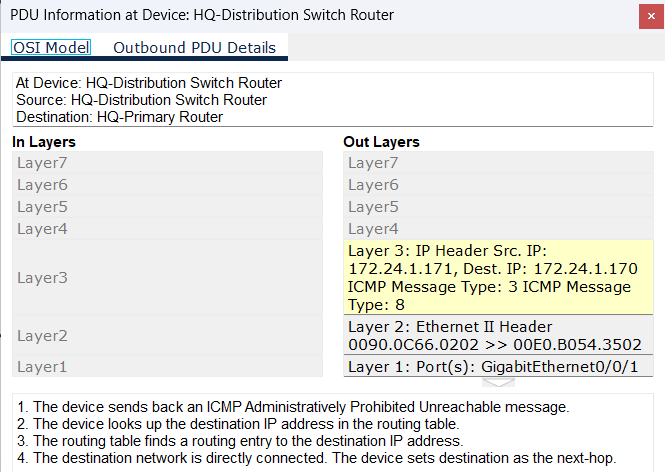 PDU Information at Device: HQ-Distribution Switch Router
OSI Model Outbound PDU Details
At Device: HQ-Distribution Switch Router
Source: HQ-Distribution Switch Router
Destination: HQ-Primary Router
In Layers
Layer7
Layer6
Layer5
Layer4
Layer3
Layer2
Layer1
Out Layers
Layer7
Layer6
Layer5
Layer4
Layer 3: IP Header Src. IP:
172.24.1.171, Dest. IP: 172.24.1.170
ICMP Message Type: 3 ICMP Message
Type: 8
Layer 2: Ethernet II Header
0090.0C66.0202 >> 00E0.B054.3502
Layer 1: Port(s): GigabitEthernet0/0/1
1. The device sends back an ICMP Administratively Prohibited Unreachable message.
2. The device looks up the destination IP address in the routing table.
3. The routing table finds a routing entry to the destination IP address.
4. The destination network is directly connected. The device sets destination as the next-hop.